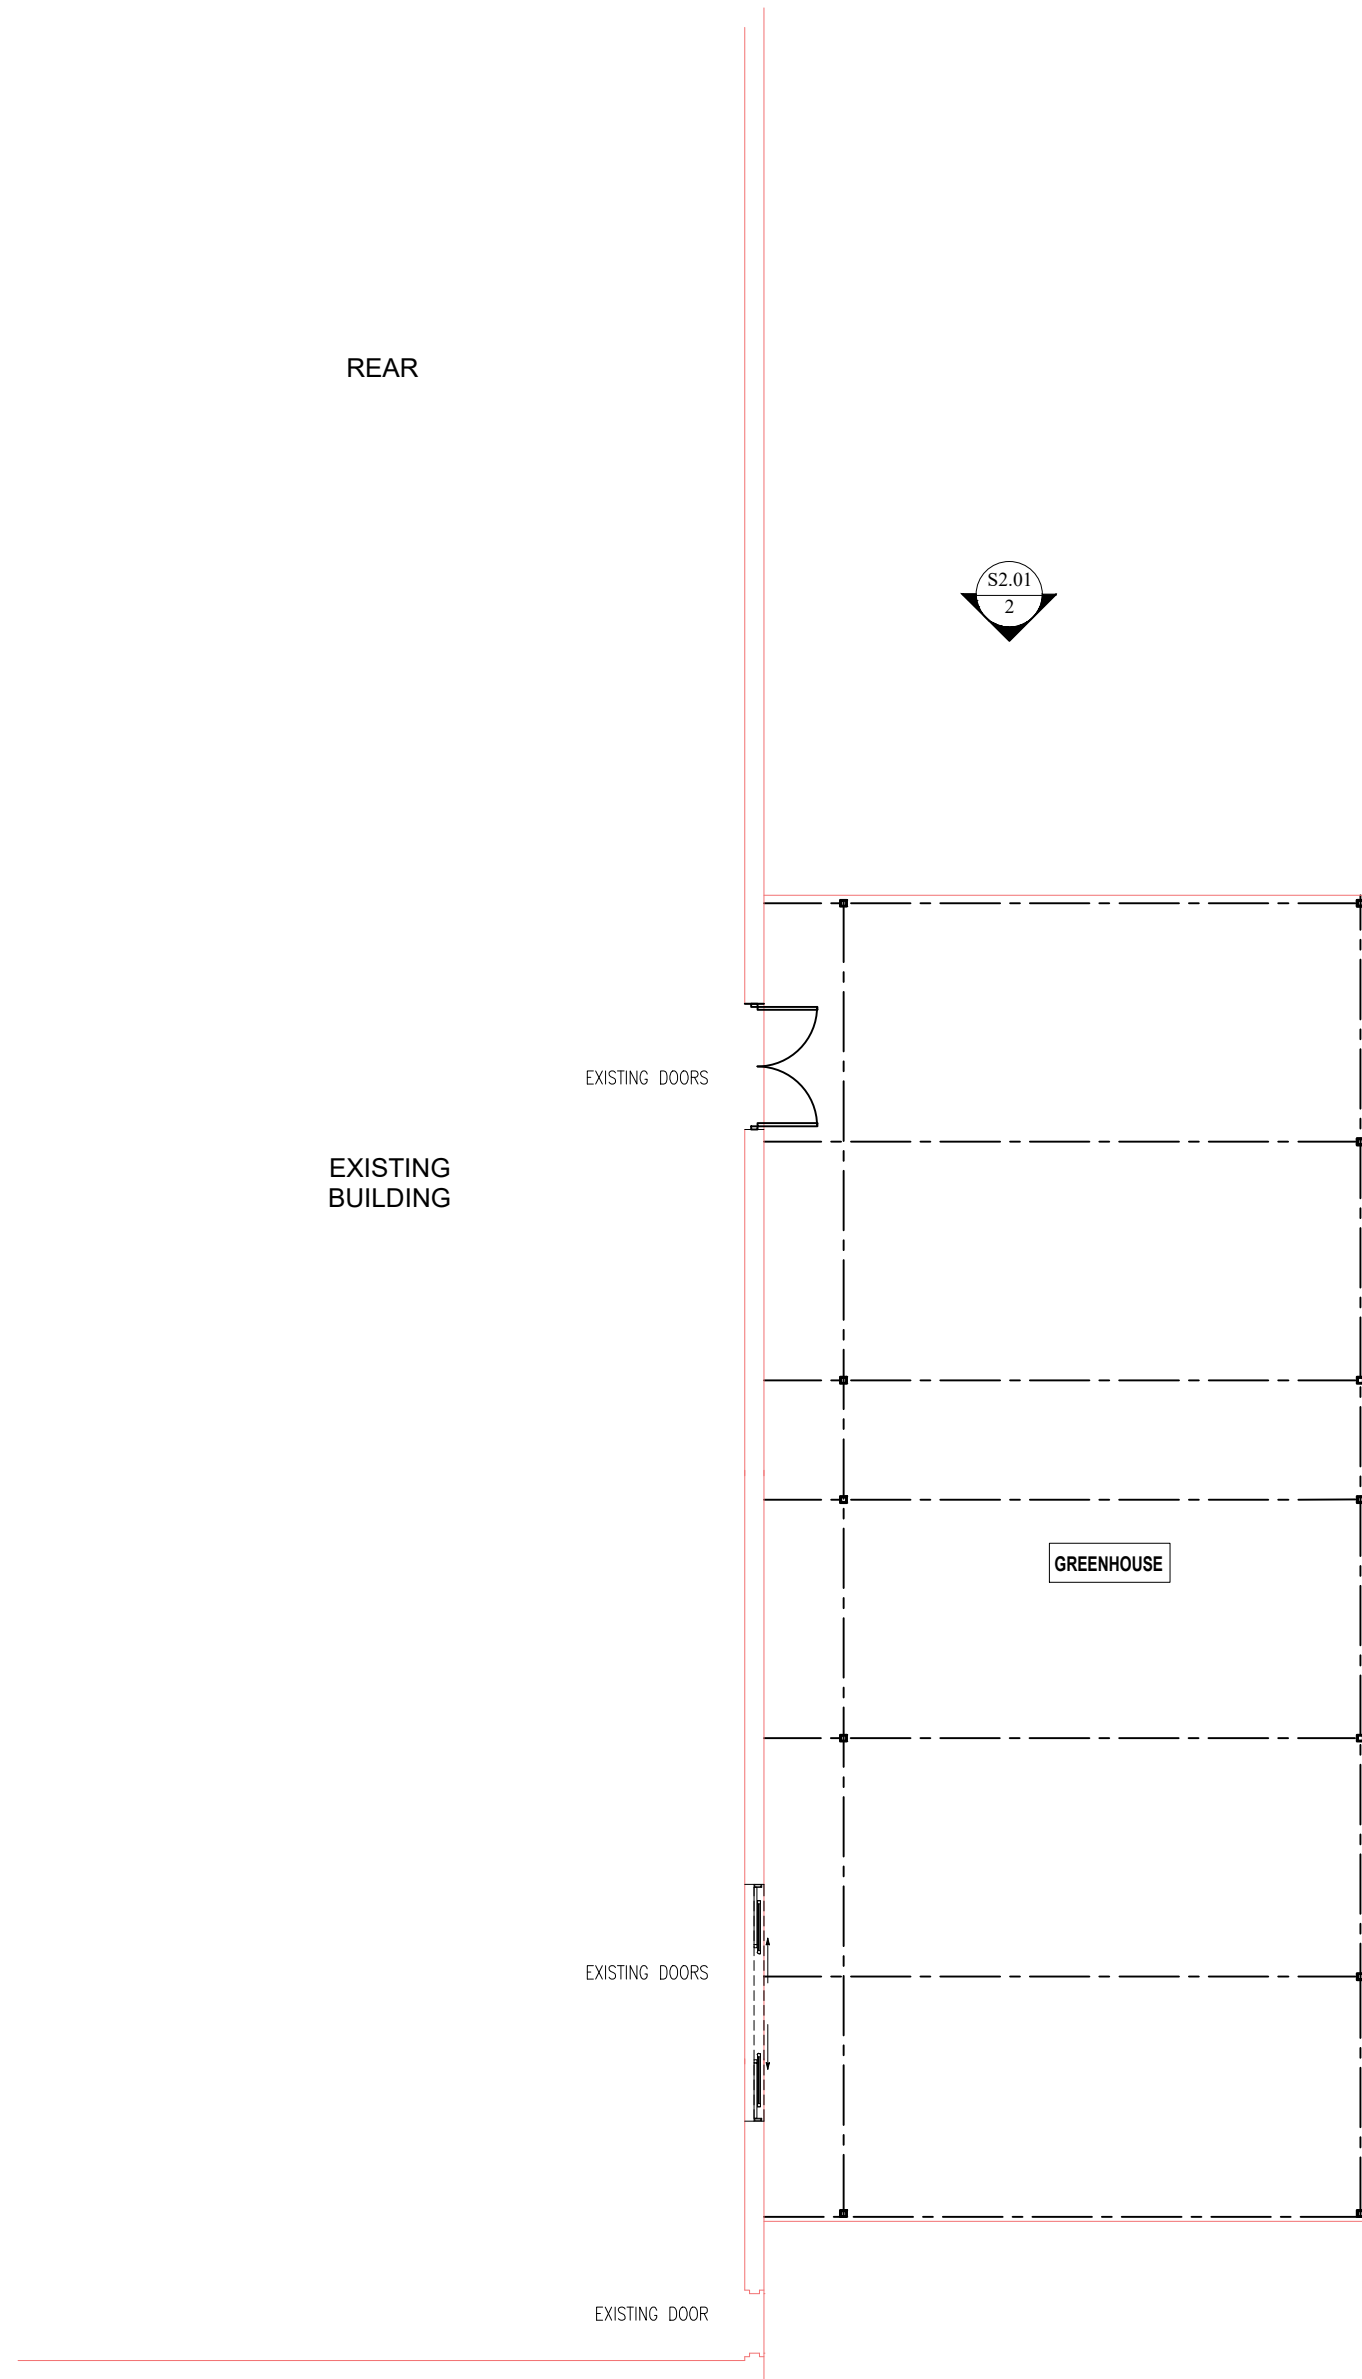 REAR
S2.01
2
EXISTING DOORS
EXISTING
BUILDING
GREENHOUSE
EXISTING DOORS
EXISTING DOOR